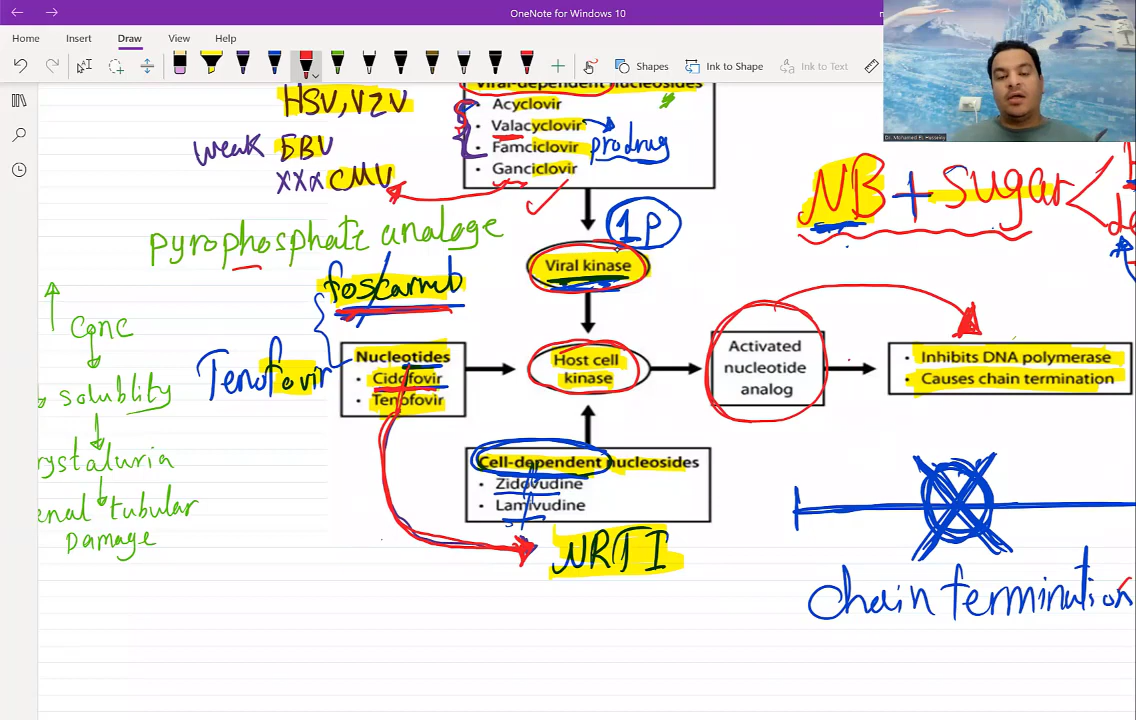 OneNote for Windows 10
Home Insert Draw View Help
Shapes Ink to Shape Ink to Text
Dr. Mohamed EL Husseiny
HSV, VZV
weak EBV
XXX CMV
Viral-dependent nucleosides
• Acyclovir
• Valacyclovir
• Famciclovir
• Ganciclovir
prodrug
NB + sugar
pyrophosphate analoge
1P
Viral kinase
foscarnet
Tenofovir
Nucleotides
• Cidofovir
• Tenofovir
Host cell
kinase
Activated
nucleotide
analog
• Inhibits DNA polymerase
• Causes chain termination
Conc
solublity
rystaluria
enal tubular
Damage
Cell-dependent nucleosides
• Zidovudine
• Lamivudine
NRTI
chain termination